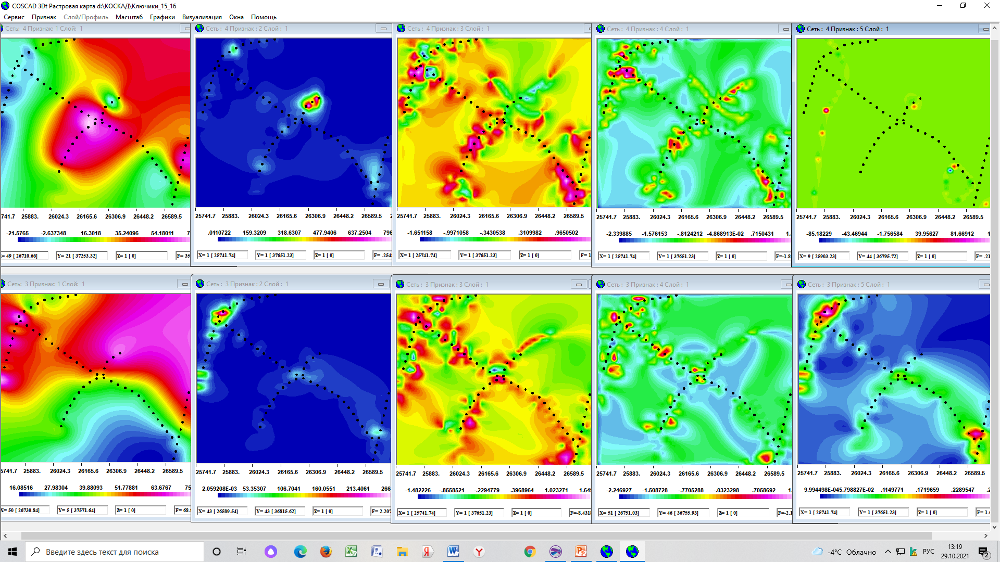 COSCAD 3Dt Растровая карта d:\КОСКАД\Ключики_15_16
Сервис Признак Слой/Профиль Масштаб Графики Визуализация Окна Помощь
Сеть: 4 Признак: 1 Слой: 1
Сеть : 4 Признак : 2 Слой : 1
Сеть : 4 Признак : 3 Слой : 1
Сеть : 4 Признак : 4 Слой : 1
Сеть : 4 Признак : 5 Слой : 1
5741.7 25883. 26024.3 26165.6 26306.9 26448.2 26589.5
25741.7 25883. 26024.3 26165.6 26306.9 26448.2 26589.5 2
25741.7 25883. 26024.3 26165.6 26306.9 26448.2 26589.5
25741.7 25883. 26024.3 26165.6 26306.9 26448.2 26589.5
25741.7 25883. 26024.3 26165.6 26306.9 26448.2 26589.5
-21.5765 -2.637348 16.3018 35.24096 54.18011 7
.0110722 159.3209 318.6307 477.9406 637.2504 796
-1.651158 -.9971058 -.3430538 .3109982 .9650502
-2.339885 -1.576153 -.8124212 -4.868913E-02 .7150431 1.
-85.18229 -43.46944 -1.756584 39.95627 81.66912 1
= 49 [ 26710.66] Y= 21 [ 37253.32] Z= 1 [ 0] F= 35
X= 1 [ 25741.74] Y= 1 [ 37651.23] Z= 1 [ 0] F= .254
X= 1 [ 25741.74] Y= 1 [ 37651.23] Z= 1 [ 0] F= 1
X= 1 [ 25741.74] Y= 1 [ 37651.23] Z= 1 [ 0] F=-1.8
X= 9 [ 25903.23] Y= 44 [ 36795.72] Z= 1 [ 0] F= .21
Сеть: 3 Признак: 1 Слой: 1
Сеть : 3 Признак : 2 Слой : 1
Сеть : 3 Признак : 3 Слой : 1
Сеть : 3 Признак : 4 Слой : 1
Сеть : 3 Признак : 5 Слой : 1
25741.7 25883. 26024.3 26165.6 26306.9 26448.2 26589.5
25741.7 25883. 26024.3 26165.6 26306.9 26448.2 26589.5
25741.7 25883. 26024.3 26165.6 26306.9 26448.2 26589.5
25741.7 25883. 26024.3 26165.6 26306.9 26448.2 26589.5
25741.7 25883. 26024.3 26165.6 26306.9 26448.2 26589.5
16.08516 27.98304 39.88093 51.77881 63.6767 75
2.059208E-03 53.35307 106.7041 160.0551 213.4061 266
-1.482226 -.8558521 -.2294779 .3968964 1.023271 1.649
-2.246927 -1.508728 -.7705288 -.0323298 .7058692 1.
9.994498E-045.798827E-02 .1149771 .1719659 .2289547 .2
X= 50 [ 26730.84] Y= 5 [ 37571.64] Z= 1 [ 0] F= 68.
X= 43 [ 26589.54] Y= 43 [ 36815.62] Z= 1 [ 0] F= 2.207
X= 1 [ 25741.74] Y= 1 [ 37651.23] Z= 1 [ 0] F=-8.431
X= 51 [ 26751.03] Y= 46 [ 36755.93] Z= 1 [ 0] F=-2.1
X= 1 [ 25741.74] Y= 1 [ 37651.23] Z= 1 [ 0] F= 1.
Введите здесь текст для поиска
-4°C Облачно
РУС
13:19
29.10.2021
2